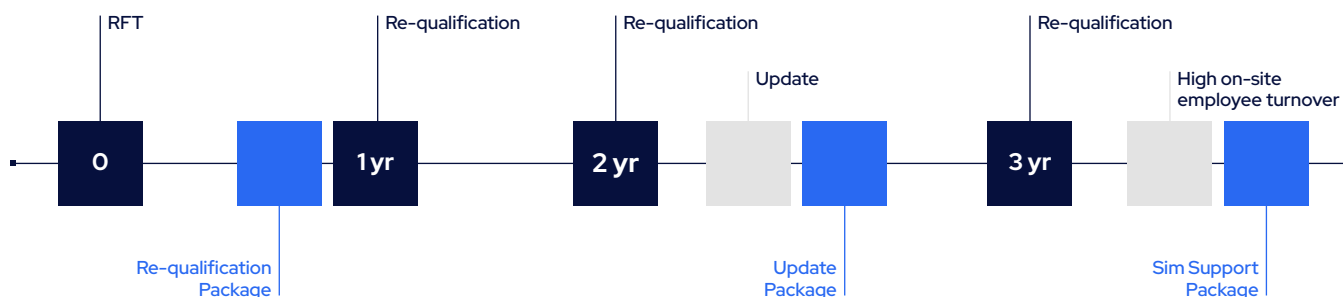 RFT
Re-qualification
Re-qualification
Re-qualification
Update
High on-site
employee turnover
0
1 yr
2 yr
3 yr
Re-qualification
Package
Update
Package
Sim Support
Package